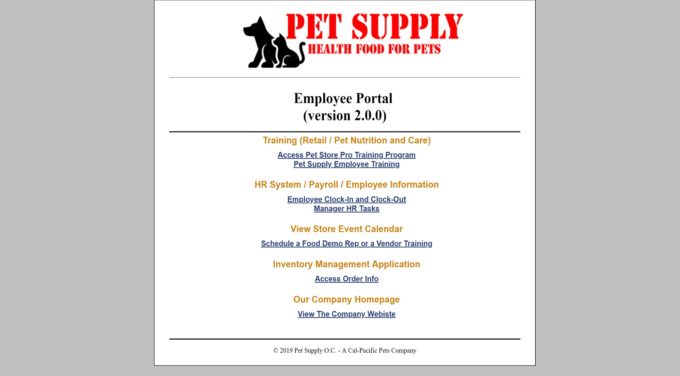 PET SUPPLY
HEALTH FOOD FOR PETS
Employee Portal
(version 2.0.0)
Training (Retail / Pet Nutrition and Care)
Access Pet Store Pro Training Program
Pet Supply Employee Training
HR System / Payroll / Employee Information
Employee Clock-In and Clock-Out
Manager HR Tasks
View Store Event Calendar
Schedule a Food Demo Rep or a Vendor Training
Inventory Management Application
Access Order Info
Our Company Homepage
View The Company Webiste
© 2019 Pet Supply O.C. - A Cal-Pacific Pets Company